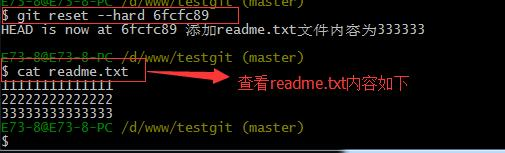 $ git reset --hard 6fcfc89
HEAD is now at 6fcfc89 添加readme.txt文件内容为333333
E73-8@E73-8-PC /d/www/testgit (master)
$ cat readme.txt
查看readme.txt内容如下
11111111111111
22222222222222
33333333333333
E73-8@E73-8-PC /d/www/testgit (master)
$